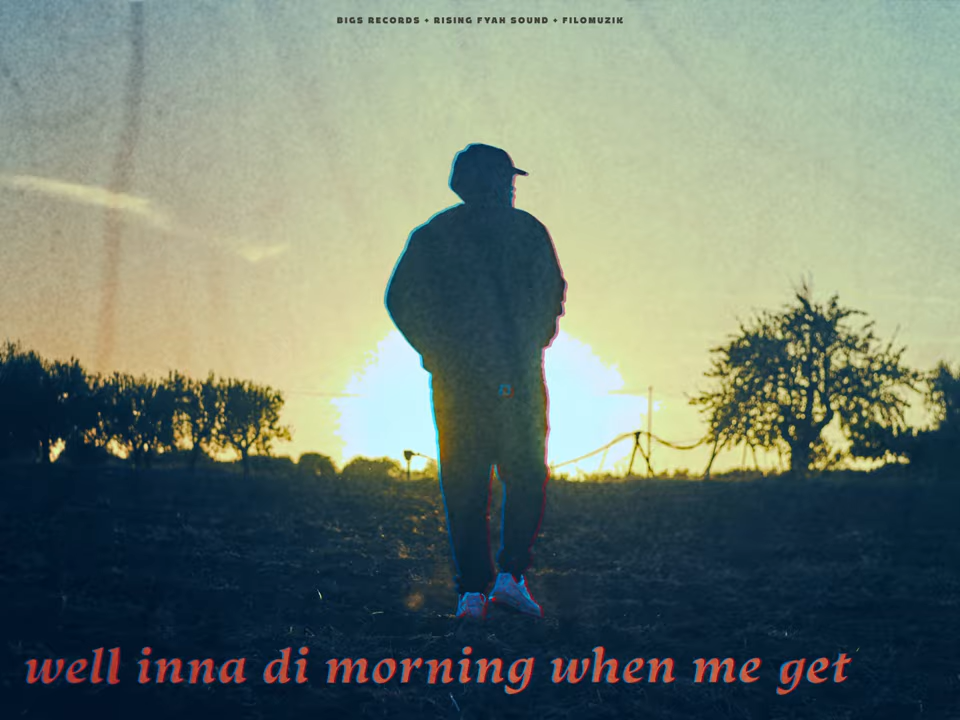 BIGS RECORDS • RISING FYAH SOUND • FILOMUZIK
well inna di morning when me get